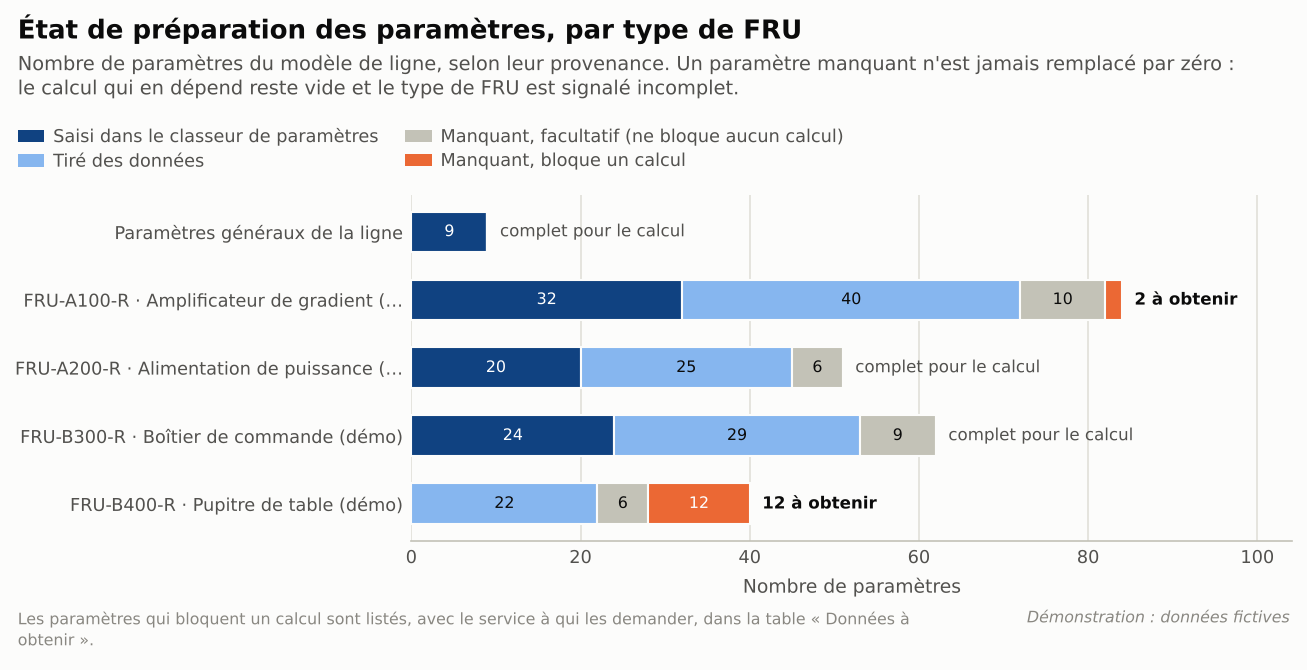 État de préparation des paramètres, par type de FRU
Nombre de paramètres du modèle de ligne, selon leur provenance. Un paramètre manquant n'est jamais remplacé par zéro :
le calcul qui en dépend reste vide et le type de FRU est signalé incomplet.
Saisi dans le classeur de paramètres
Manquant, facultatif (ne bloque aucun calcul)
Tiré des données
Manquant, bloque un calcul
Paramètres généraux de la ligne 9 complet pour le calcul
FRU-A100-R · Amplificateur de gradient (… 32 40 10 2 à obtenir
FRU-A200-R · Alimentation de puissance (… 20 25 6 complet pour le calcul
FRU-B300-R · Boîtier de commande (démo) 24 29 9 complet pour le calcul
FRU-B400-R · Pupitre de table (démo) 22 6 12 12 à obtenir
0 20 40 60 80 100
Nombre de paramètres
Les paramètres qui bloquent un calcul sont listés, avec le service à qui les demander, dans la table « Données à
obtenir ».
Démonstration : données fictives